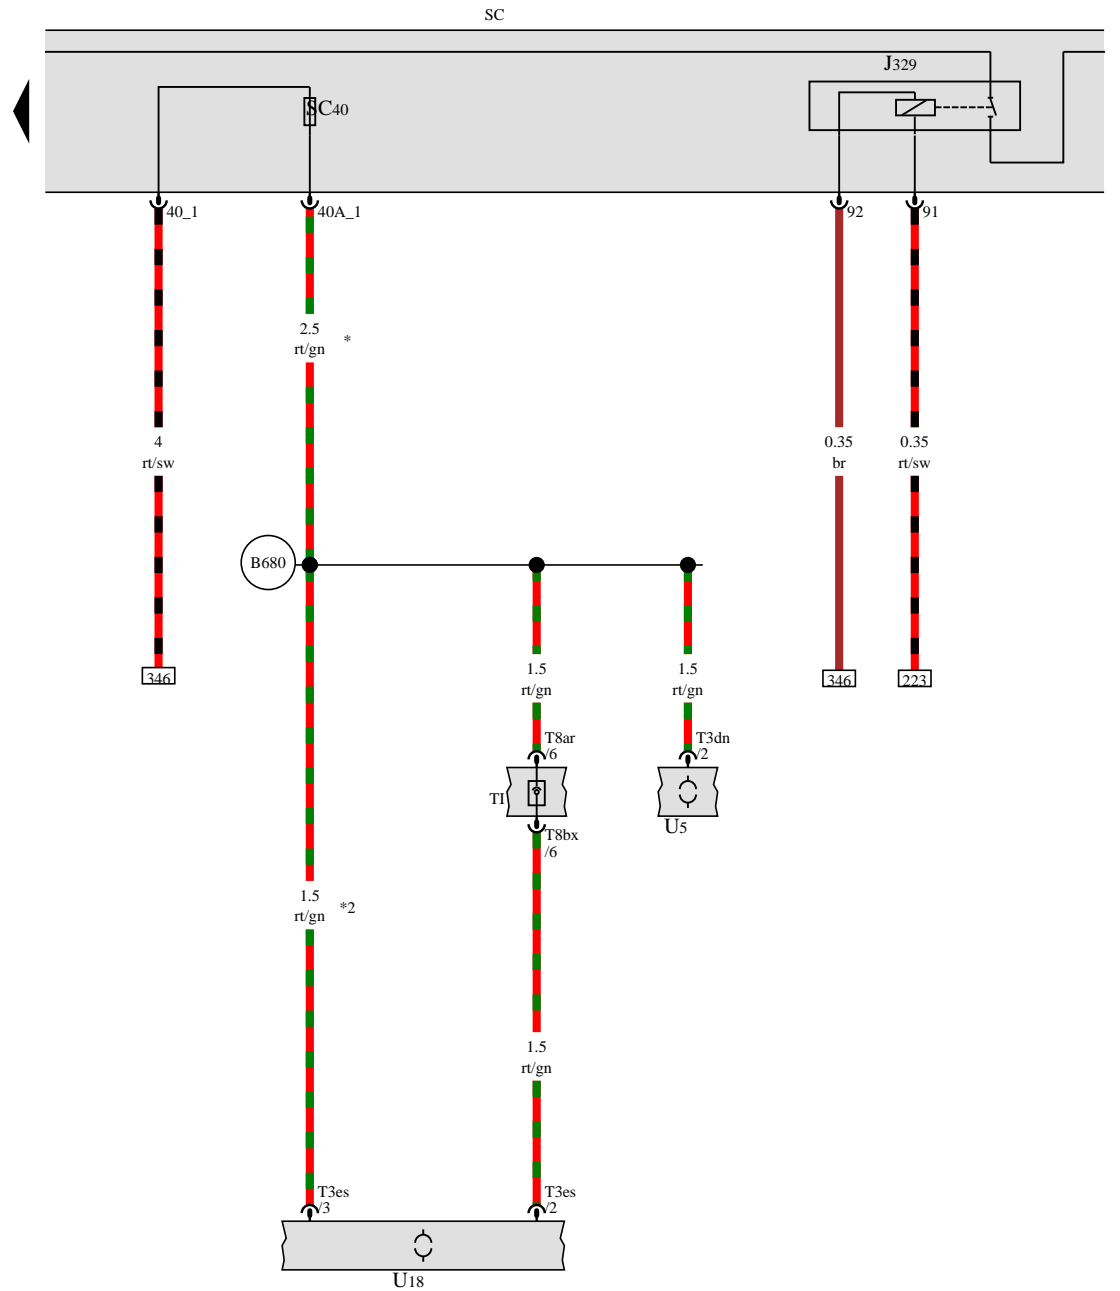 SC
J329
SC40
40_1
40A_1
92
91
2.5
rt/gn
*
4
rt/sw
0.35
br
0.35
rt/sw
B680
346
1.5
rt/gn
1.5
rt/gn
346
223
T8ar
/6
T3dn
/2
TI
U5
T8bx
/6
1.5
rt/gn
*2
1.5
rt/gn
T3es
/3
T3es
/2
U18